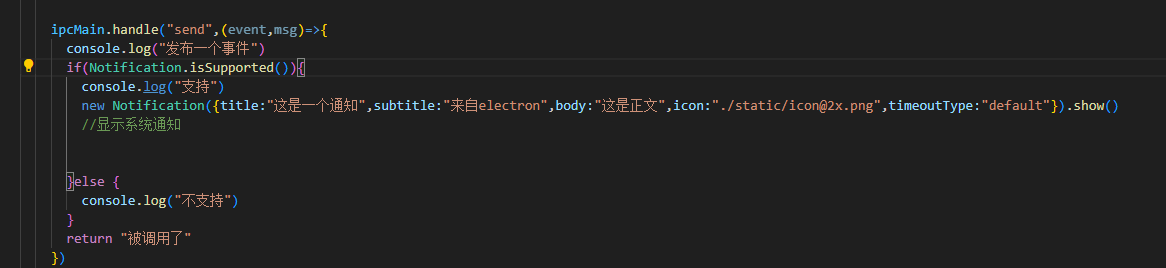 ipcMain.handle("send",(event,msg)=>{
console.log("发布一个事件")
if(Notification.isSupported()){
console.log("支持")
new Notification({title:"这是一个通知",subtitle:"来自electron",body:"这是正文",icon:"./static/icon@2x.png",timeoutType:"default"}).show()
//显示系统通知
}else {
console.log("不支持")
}
return "被调用了"
})